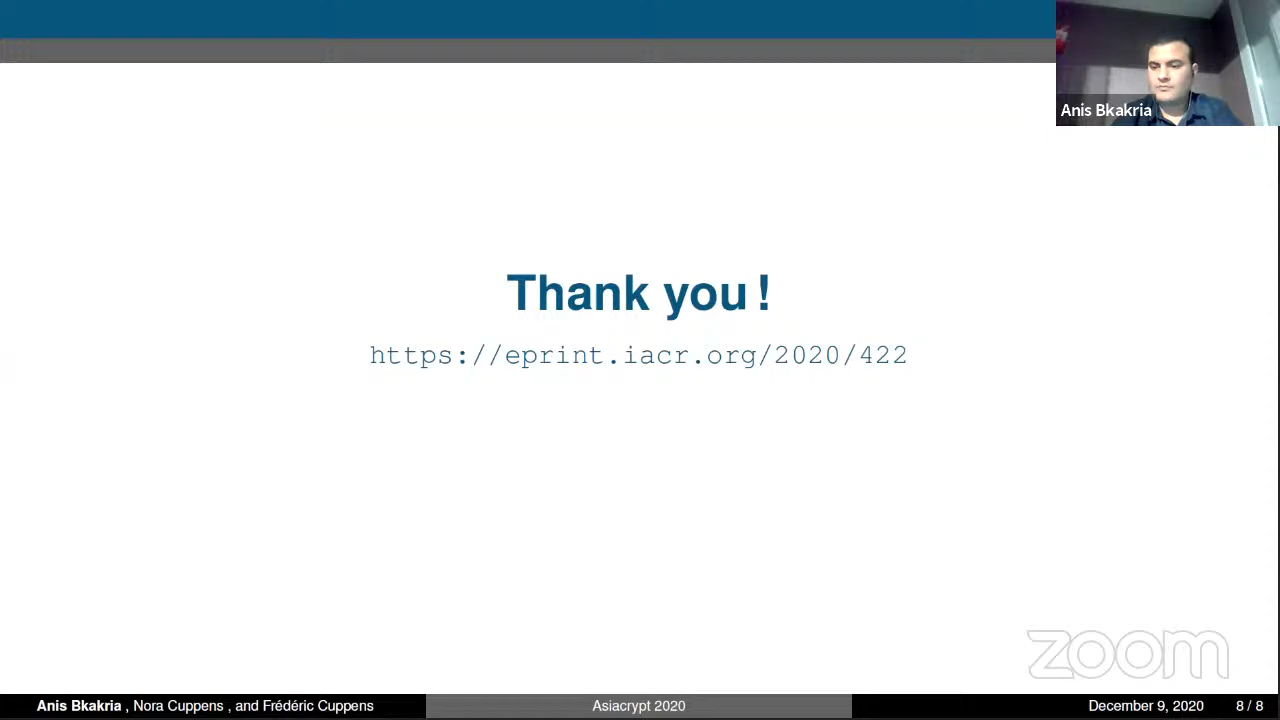 Anis Bkakria
Thank you !
https://eprint.iacr.org/2020/422
zoom
Anis Bkakria , Nora Cuppens , and Frédéric Cuppens
Asiacrypt 2020
December 9, 2020
8 / 8